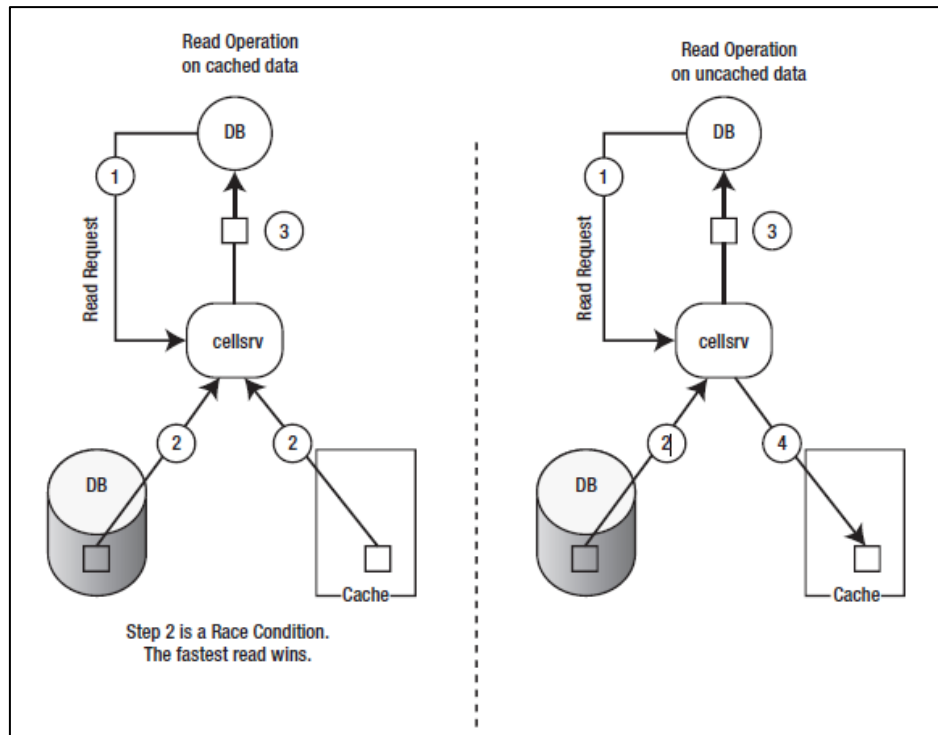 Read Operation
on cached data
DB
1
Read Request
3
cellsrv
2
2
DB
Cache
Step 2 is a Race Condition.
The fastest read wins.
Read Operation
on uncached data
DB
1
Read Request
3
cellsrv
2
4
DB
Cache